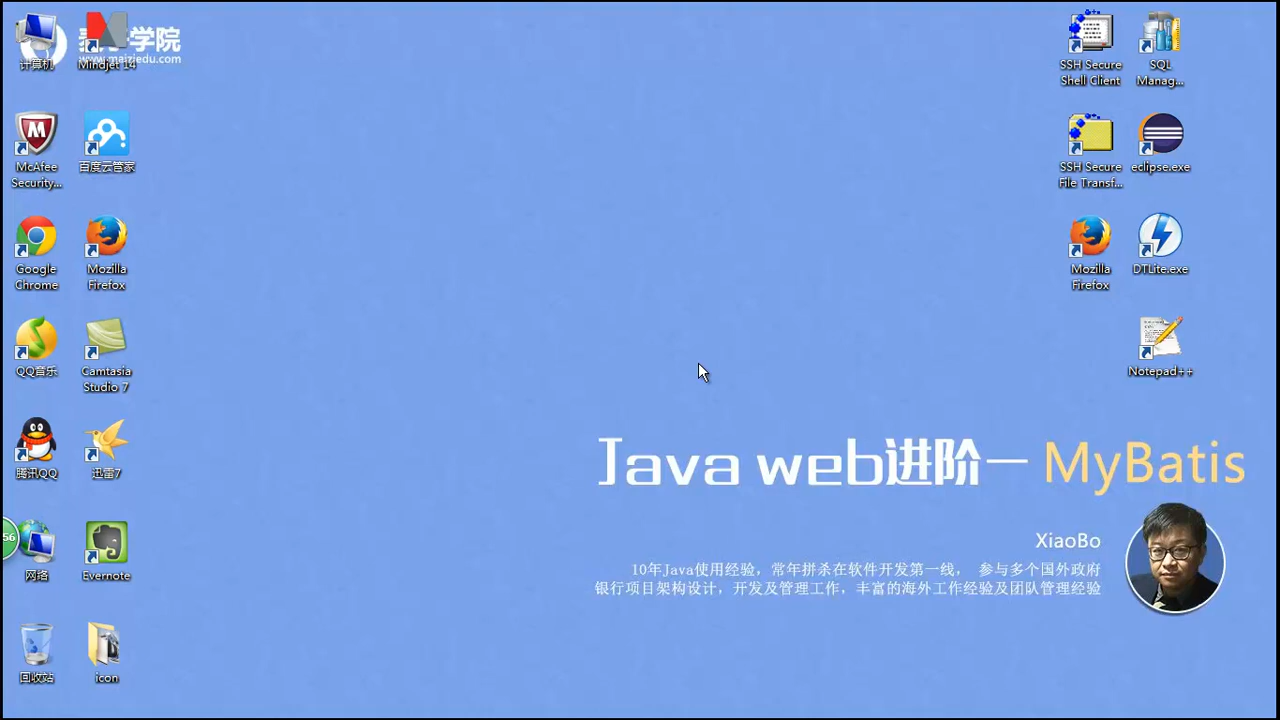 学院
www.maiziedu.com
计算机
Mindjet 14
McAfee
Security...
百度云管家
Google
Chrome
Mozilla
Firefox
QQ音乐
Camtasia
Studio 7
腾讯QQ
迅雷7
56
网络
Evernote
回收站
icon
SSH Secure
Shell Client
SQL
Manag...
SSH Secure
File Transf...
eclipse.exe
Mozilla
Firefox
DTLite.exe
Notepad++
Java web进阶一 MyBatis
XiaoBo
10年Java使用经验，常年拼杀在软件开发第一线， 参与多个国外政府
银行项目架构设计，开发及管理工作，丰富的海外工作经验及团队管理经验